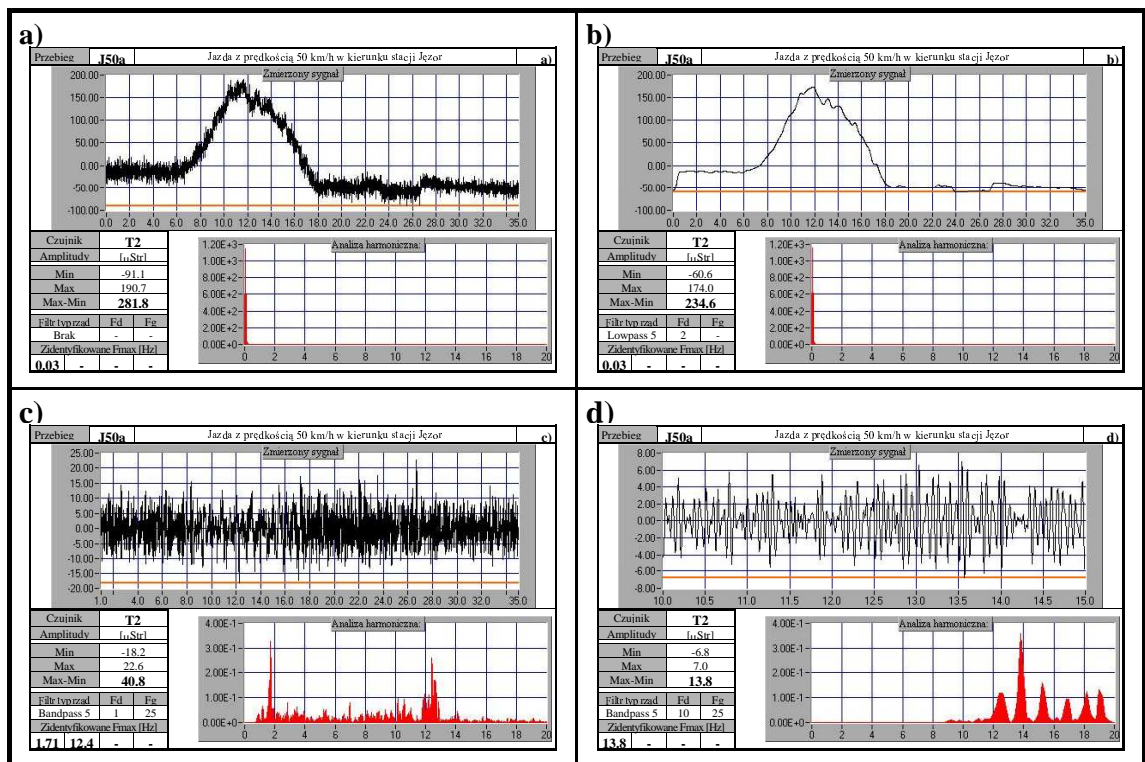 a)
Przebieg J50a Jazda z prędkością 50 km/h w kierunku stacji Jęzor a)
Zmierzony sygnał
200.00
150.00
100.00
50.00
0.00
-50.00
-100.00
0.0 2.0 4.0 6.0 8.0 10.0 12.0 14.0 16.0 18.0 20.0 22.0 24.0 26.0 28.0 30.0 32.0 35.0
Czujnik T2
Amplitudy [µStr]
Min -91.1
Max 190.7
Max-Min 281.8
Filtr typ rząd Fd Fg
Brak - -
Zidentyfikowane Fmax [Hz]
0.03 - - -
Analiza harmoniczna:
1.20E+3
1.00E+3
8.00E+2
6.00E+2
4.00E+2
2.00E+2
0.00E+0
0 2 4 6 8 10 12 14 16 18 20
b)
Przebieg J50a Jazda z prędkością 50 km/h w kierunku stacji Jęzor b)
Zmierzony sygnał
200.00
150.00
100.00
50.00
0.00
-50.00
-100.00
0.0 2.0 4.0 6.0 8.0 10.0 12.0 14.0 16.0 18.0 20.0 22.0 24.0 26.0 28.0 30.0 32.0 35.0
Czujnik T2
Amplitudy [µStr]
Min -60.6
Max 174.0
Max-Min 234.6
Filtr typ rząd Fd Fg
Lowpass 5 2 -
Zidentyfikowane Fmax [Hz]
0.03 - - -
Analiza harmoniczna:
1.20E+3
1.00E+3
8.00E+2
6.00E+2
4.00E+2
2.00E+2
0.00E+0
0 2 4 6 8 10 12 14 16 18 20
c)
Przebieg J50a Jazda z prędkością 50 km/h w kierunku stacji Jęzor c)
Zmierzony sygnał
25.00
20.00
15.00
10.00
5.00
0.00
-5.00
-10.00
-15.00
-20.00
1.0 2.0 4.0 6.0 8.0 10.0 12.0 14.0 16.0 18.0 20.0 22.0 24.0 26.0 28.0 30.0 32.0 35.0
Czujnik T2
Amplitudy [µStr]
Min -18.2
Max 22.6
Max-Min 40.8
Filtr typ rząd Fd Fg
Bandpass 5 1 25
Zidentyfikowane Fmax [Hz]
1.71 12.4 - -
Analiza harmoniczna:
4.00E-1
3.00E-1
2.00E-1
1.00E-1
0.00E+0
0 2 4 6 8 10 12 14 16 18 20
d)
Przebieg J50a Jazda z prędkością 50 km/h w kierunku stacji Jęzor d)
Zmierzony sygnał
8.00
6.00
4.00
2.00
0.00
-2.00
-4.00
-6.00
-8.00
10.0 10.5 11.0 11.5 12.0 12.5 13.0 13.5 14.0 14.5 15.0
Czujnik T2
Amplitudy [µStr]
Min -6.8
Max 7.0
Max-Min 13.8
Filtr typ rząd Fd Fg
Bandpass 5 10 25
Zidentyfikowane Fmax [Hz]
13.8 - - -
Analiza harmoniczna:
4.00E-1
3.00E-1
2.00E-1
1.00E-1
0.00E+0
0 2 4 6 8 10 12 14 16 18 20